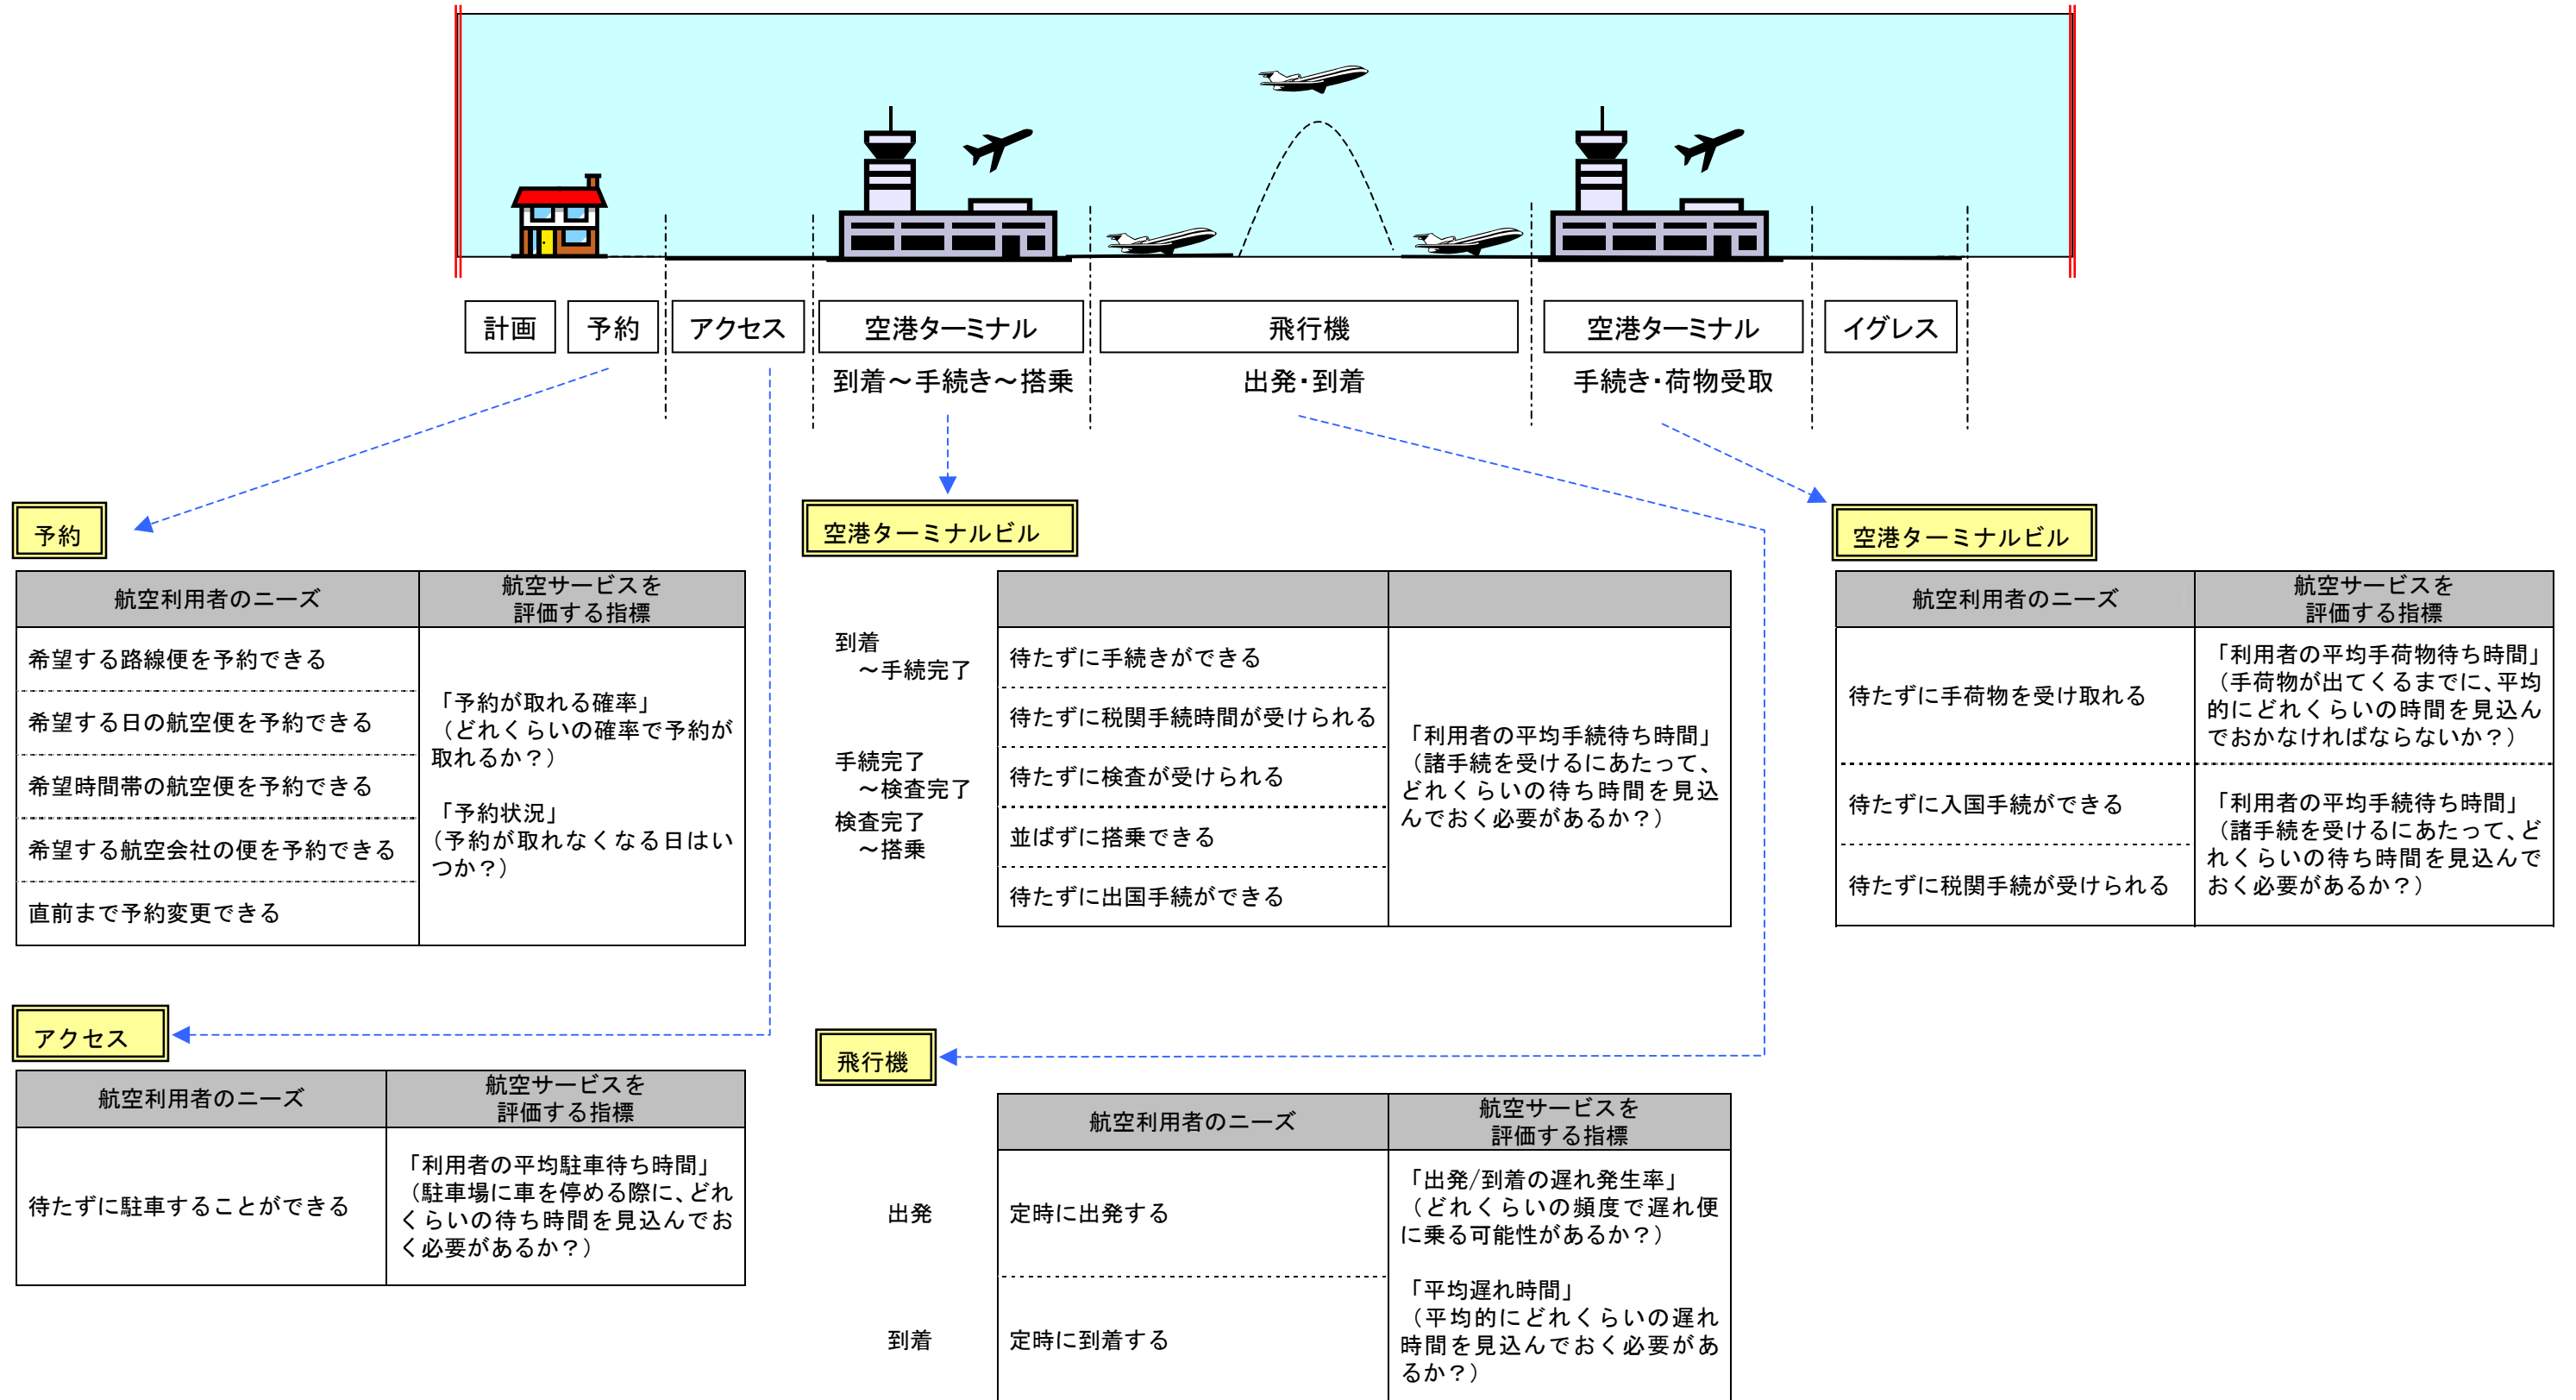 計画
予約
アクセス
空港ターミナル
飛行機
空港ターミナル
イグレス
到着～手続き～搭乗
出発・到着
手続き・荷物受取
予約
航空利用者のニーズ
航空サービスを
評価する指標
希望する路線便を予約できる
希望する日の航空便を予約できる
希望時間帯の航空便を予約できる
希望する航空会社の便を予約できる
直前まで予約変更できる
「予約が取れる確率」
（どれくらいの確率で予約が
取れるか？）
「予約状況」
（予約が取れなくなる日はい
つか？）
アクセス
航空利用者のニーズ
航空サービスを
評価する指標
待たずに駐車することができる
「利用者の平均駐車待ち時間」
（駐車場に車を停める際に、どれ
くらいの待ち時間を見込んでお
く必要があるか？）
空港ターミナルビル
到着
～手続完了
手続完了
～検査完了
検査完了
～搭乗
待たずに手続きができる
待たずに税関手続時間が受けられる
待たずに検査が受けられる
並ばずに搭乗できる
待たずに出国手続ができる
「利用者の平均手続待ち時間」
（諸手続を受けるにあたって、
どれくらいの待ち時間を見込
んでおく必要があるか？）
飛行機
航空利用者のニーズ
航空サービスを
評価する指標
出発
定時に出発する
到着
定時に到着する
「出発/到着の遅れ発生率」
（どれくらいの頻度で遅れ便
に乗る可能性があるか？）
「平均遅れ時間」
（平均的にどれくらいの遅れ
時間を見込んでおく必要があ
るか？）
空港ターミナルビル
航空利用者のニーズ
航空サービスを
評価する指標
待たずに手荷物を受け取れる
「利用者の平均手荷物待ち時間」
（手荷物が出てくるまでに、平均
的にどれくらいの時間を見込ん
でおかなければならないか？）
待たずに入国手続ができる
待たずに税関手続が受けられる
「利用者の平均手続待ち時間」
（諸手続を受けるにあたって、ど
れくらいの待ち時間を見込んで
おく必要があるか？）